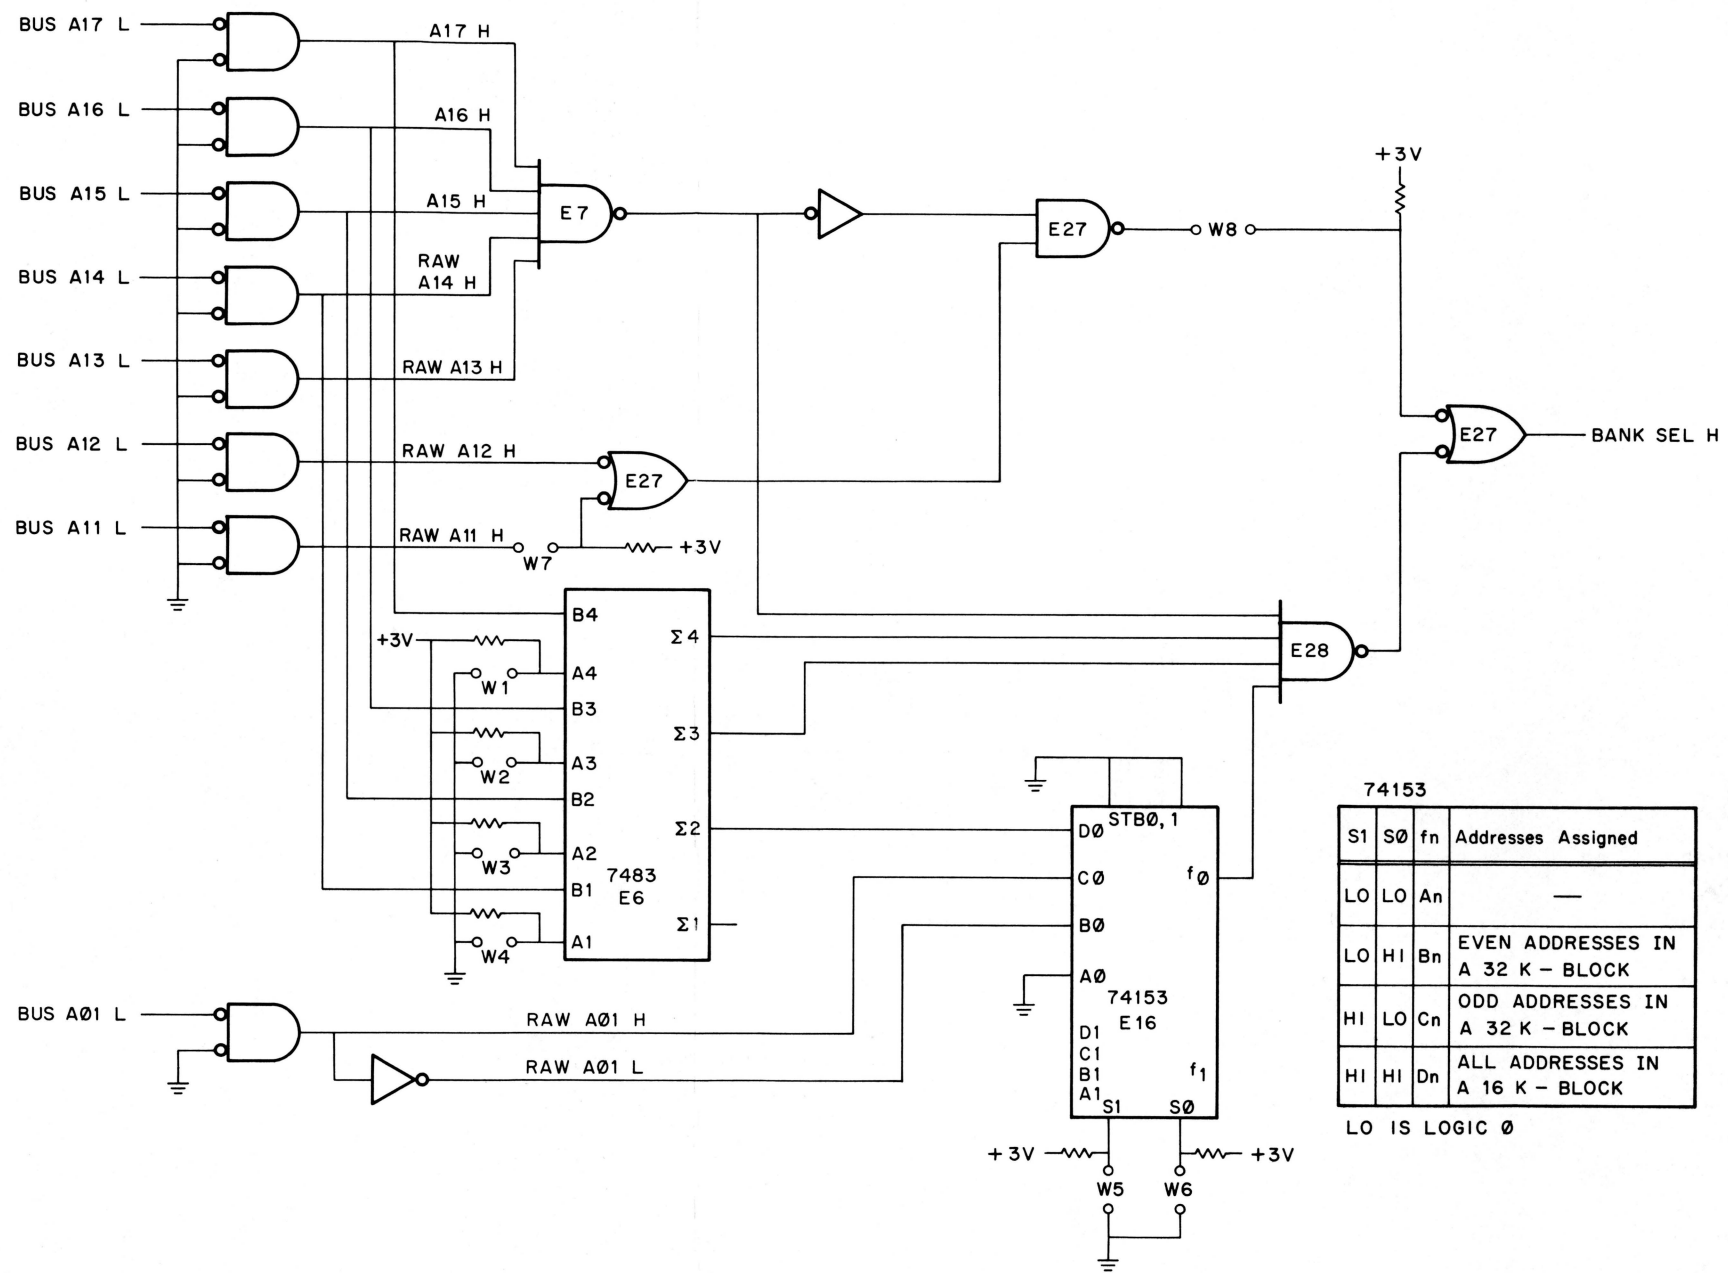 BUS A17 L
A17 H
BUS A16 L
A16 H
BUS A15 L
A15 H
E7
BUS A14 L
RAW
A14 H
BUS A13 L
RAW A13 H
BUS A12 L
RAW A12 H
E27
BUS A11 L
RAW A11 H
W7
+3V
E27
W8
+3V
E27
BANK SEL H
E28
B4
Σ4
+3V
A4
W1
B3
Σ3
A3
W2
B2
Σ2
A2
W3
7483
E6
B1
Σ1
A1
W4
BUS AØ1 L
RAW AØ1 H
RAW AØ1 L
STBØ,1
DØ
CØ
fØ
BØ
AØ
74153
E16
D1
C1
B1
f1
A1
S1
SØ
+3V
+3V
W5
W6
74153
S1 SØ fn Addresses Assigned
LO LO An —
LO HI Bn EVEN ADDRESSES IN
A 32 K – BLOCK
HI LO Cn ODD ADDRESSES IN
A 32 K – BLOCK
HI HI Dn ALL ADDRESSES IN
A 16 K – BLOCK
LO IS LOGIC Ø